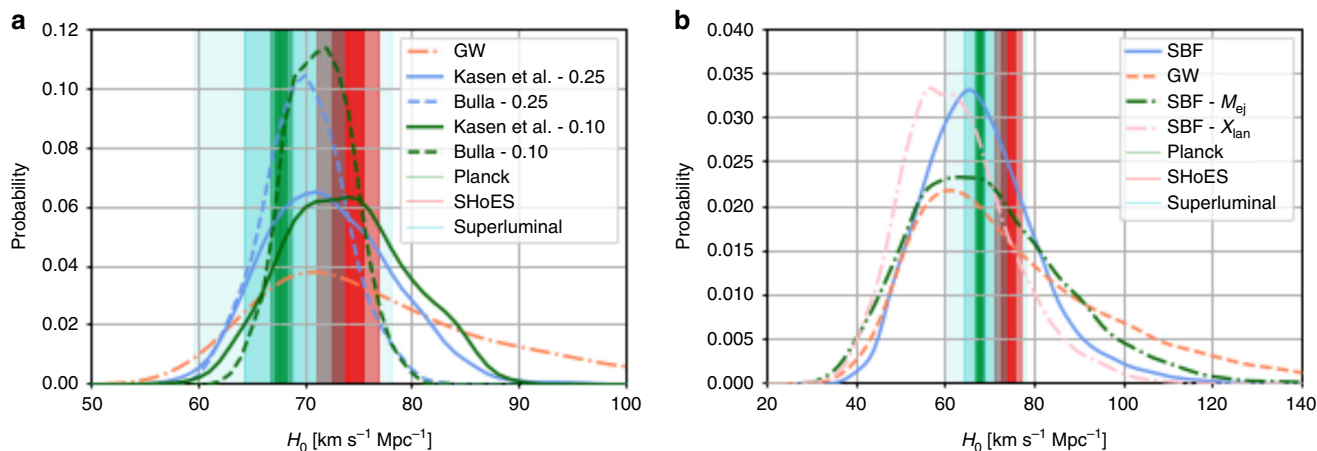 a
0.12
0.10
0.08
0.06
0.04
0.02
0.00
Probability
50
60
70
80
90
100
H₀ [km s⁻¹ Mpc⁻¹]
GW
Kasen et al. - 0.25
Bulla - 0.25
Kasen et al. - 0.10
Bulla - 0.10
Planck
SHoES
Superluminal
b
0.040
0.035
0.030
0.025
0.020
0.015
0.010
0.005
0.000
Probability
20
40
60
80
100
120
140
H₀ [km s⁻¹ Mpc⁻¹]
SBF
GW
SBF - M_ej
SBF - X_lan
Planck
SHoES
Superluminal